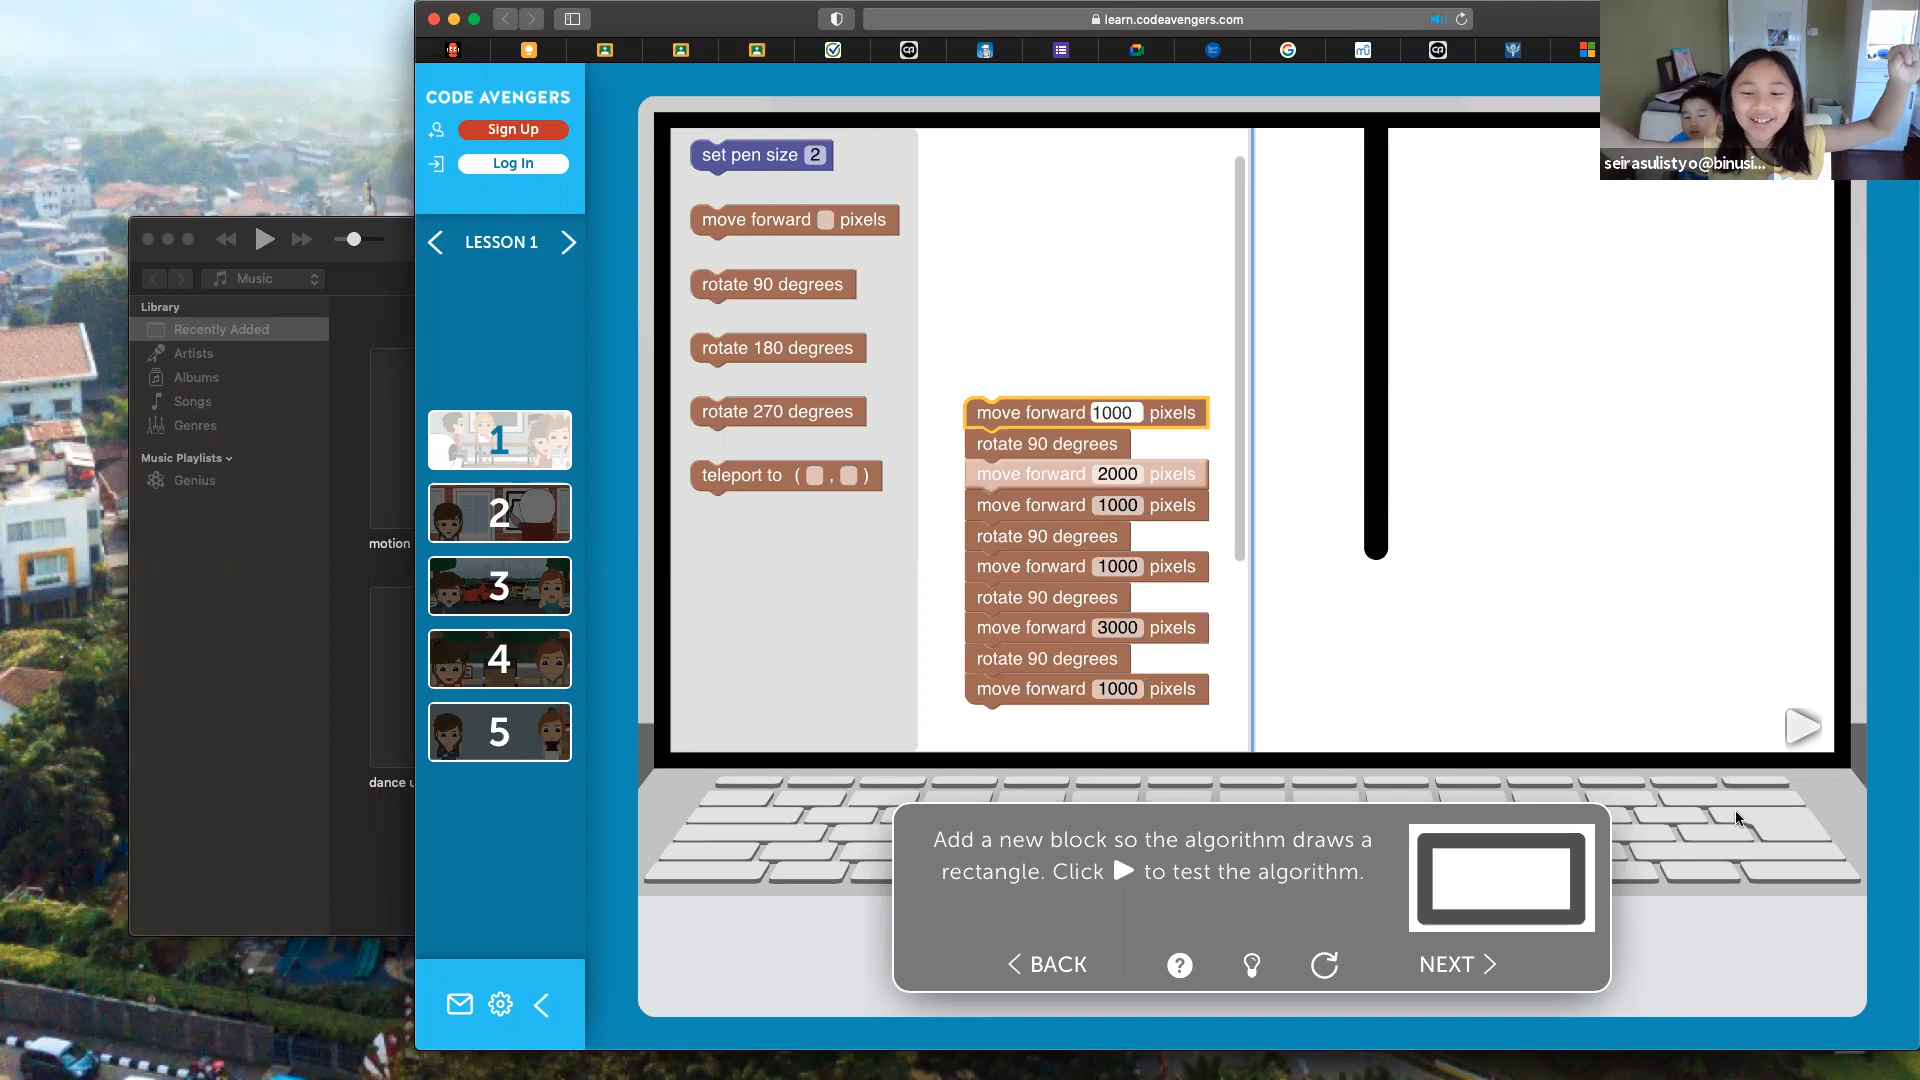 learn.codeavengers.com
CODE AVENGERS
Sign Up
Log In
LESSON 1
1
2
3
4
5
Music
Library
Recently Added
Artists
Albums
Songs
Genres
Music Playlists
Genius
motion
dance u
set pen size 2
move forward pixels
rotate 90 degrees
rotate 180 degrees
rotate 270 degrees
teleport to ( , )
move forward 1000 pixels
rotate 90 degrees
move forward 2000 pixels
move forward 1000 pixels
rotate 90 degrees
move forward 1000 pixels
rotate 90 degrees
move forward 3000 pixels
rotate 90 degrees
move forward 1000 pixels
seirasulistyo@binusi...
Add a new block so the algorithm draws a
rectangle. Click to test the algorithm.
< BACK
?
NEXT >